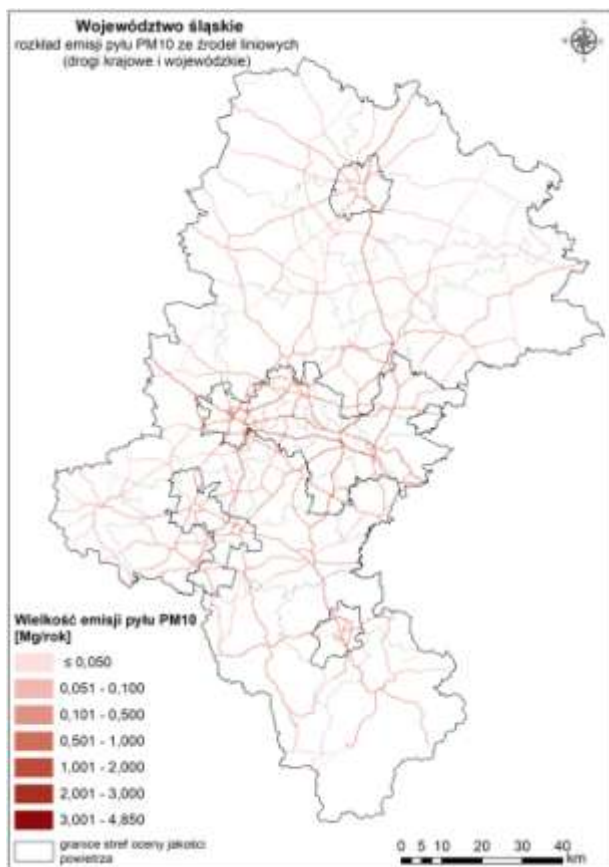 Województwo śląskie
rozkład emisji pyłu PM10 ze źródeł liniowych
(drogi krajowe i wojewódzkie)
Wielkość emisji pyłu PM10
[Mg/rok]
≤ 0,050
0,051 - 0,100
0,101 - 0,500
0,501 - 1,000
1,001 - 2,000
2,001 - 3,000
3,001 - 4,850
granice stref oceny jakości
powietrza
0 5 10 20 30 40
km